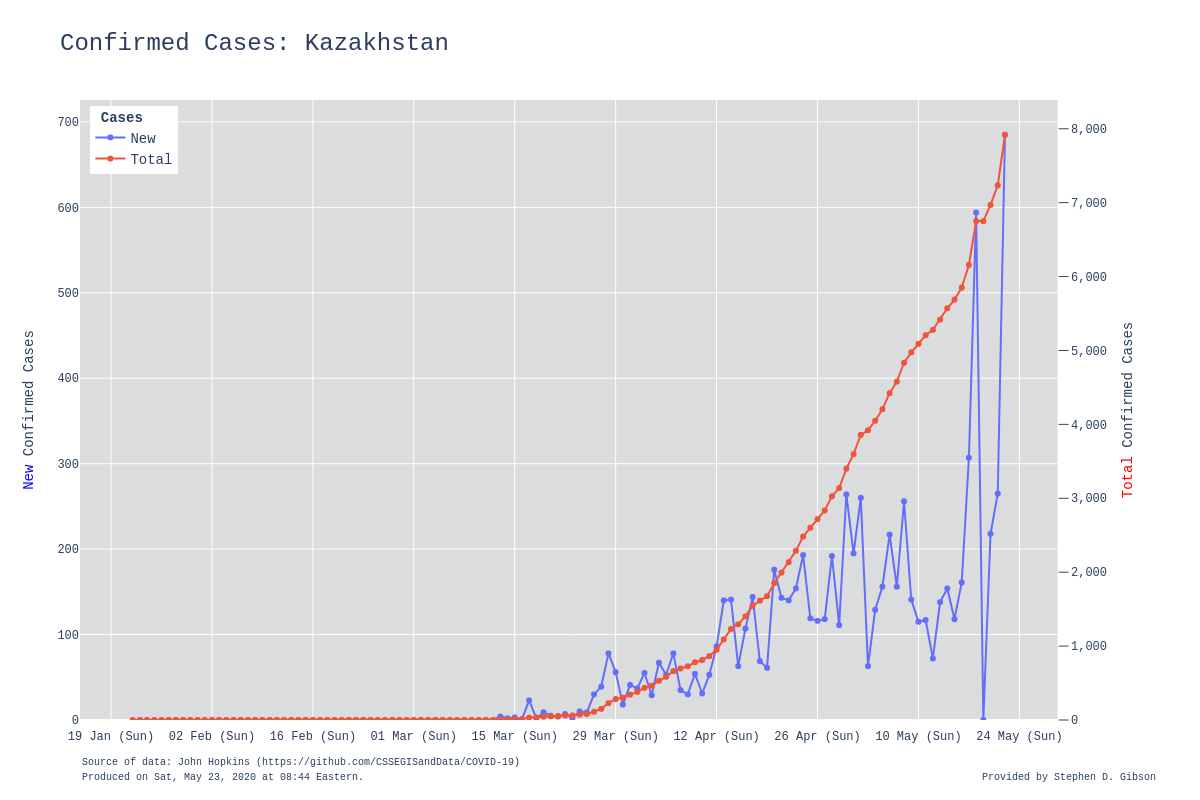 Confirmed Cases: Kazakhstan
Cases
New
Total
700
600
500
400
300
200
100
0
8,000
7,000
6,000
5,000
4,000
3,000
2,000
1,000
0
New Confirmed Cases
Total Confirmed Cases
19 Jan (Sun) 02 Feb (Sun) 16 Feb (Sun) 01 Mar (Sun) 15 Mar (Sun) 29 Mar (Sun) 12 Apr (Sun) 26 Apr (Sun) 10 May (Sun) 24 May (Sun)
Source of data: John Hopkins (https://github.com/CSSEGISandData/COVID-19)
Produced on Sat, May 23, 2020 at 08:44 Eastern.
Provided by Stephen D. Gibson